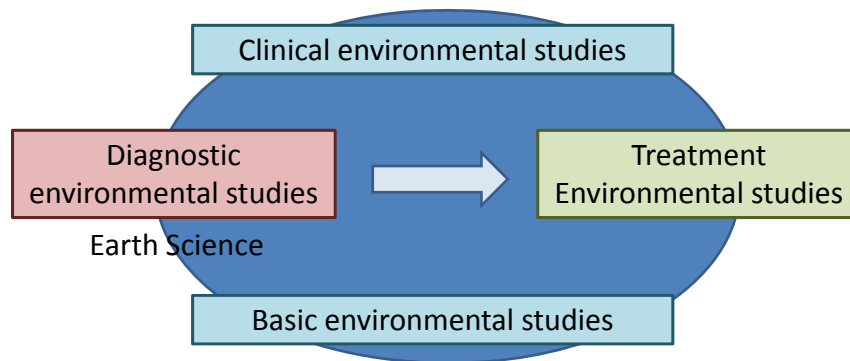 Clinical environmental studies
Diagnostic
environmental studies
Treatment
Environmental studies
Earth Science
Basic environmental studies